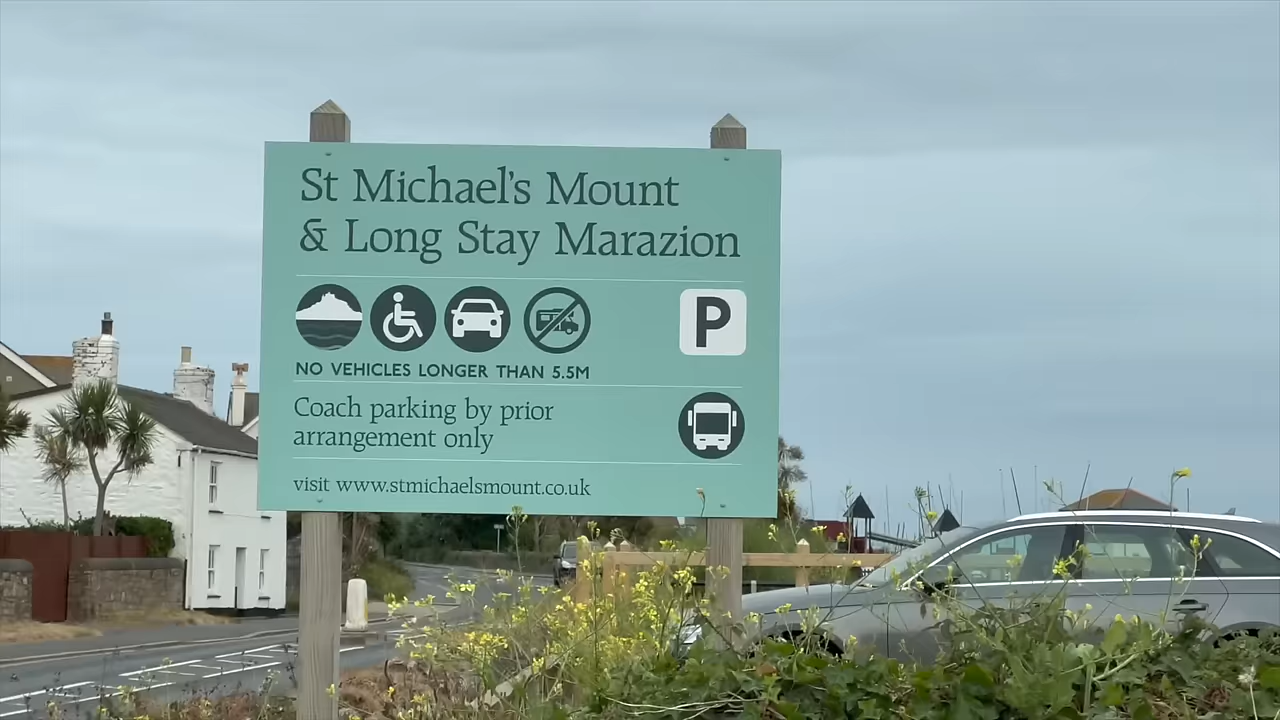 St Michael's Mount
& Long Stay Marazion
P
NO VEHICLES LONGER THAN 5.5M
Coach parking by prior
arrangement only
visit www.stmichaelsmount.co.uk